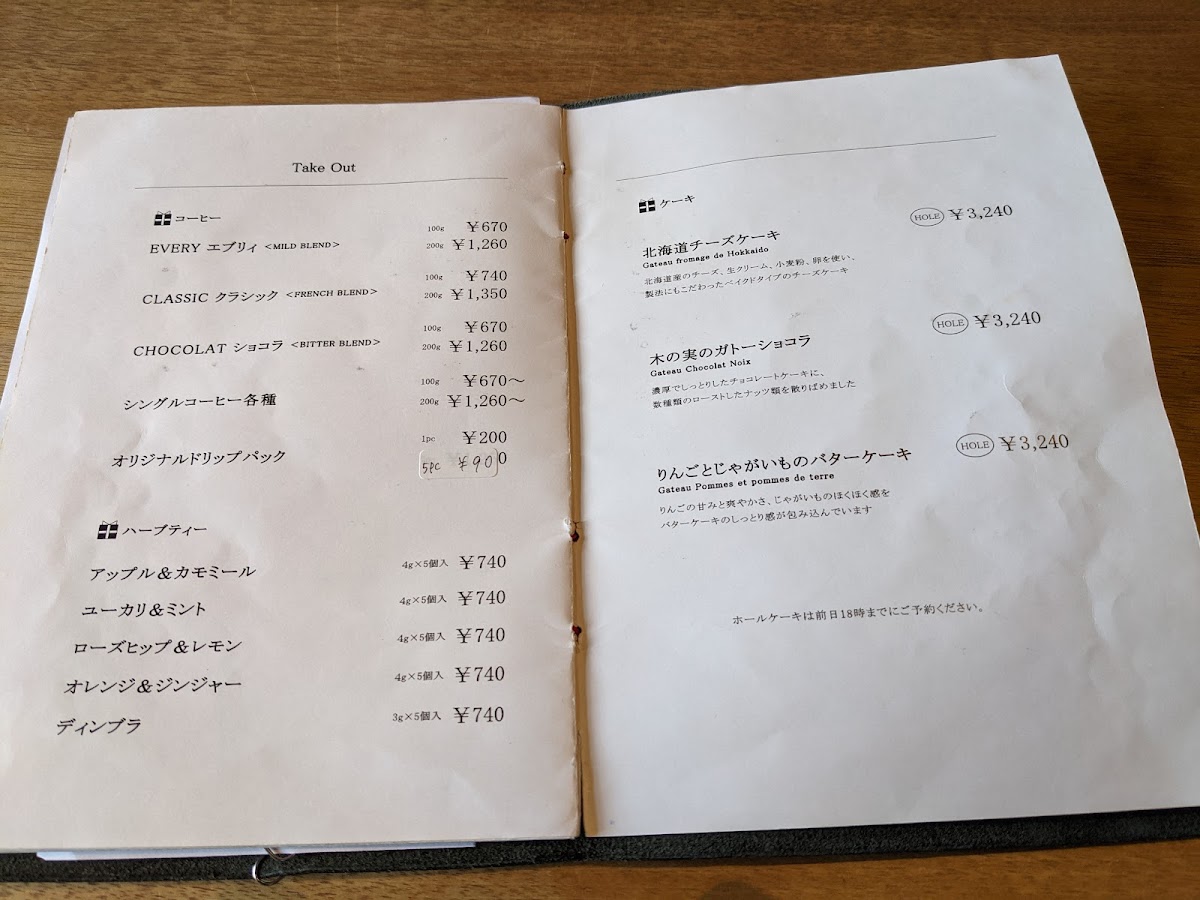 Take Out
コーヒー
EVERY エブリィ <MILD BLEND> 100g ¥670
200g ¥1,260
CLASSIC クラシック <FRENCH BLEND> 100g ¥740
200g ¥1,350
CHOCOLAT ショコラ <BITTER BLEND> 100g ¥670
200g ¥1,260
シングルコーヒー各種 100g ¥670～
200g ¥1,260～
オリジナルドリップパック 1pc ¥200
5pc ¥900
ハーブティー
アップル&カモミール 4g×5個入 ¥740
ユーカリ&ミント 4g×5個入 ¥740
ローズヒップ&レモン 4g×5個入 ¥740
オレンジ&ジンジャー 4g×5個入 ¥740
ディンブラ 3g×5個入 ¥740
ケーキ
北海道チーズケーキ HOLE ¥3,240
Gateau fromage de Hokkaido
北海道産のチーズ、生クリーム、小麦粉、卵を使い、
製法にもこだわったベイクドタイプのチーズケーキ
木の実のガトーショコラ HOLE ¥3,240
Gateau Chocolat Noix
濃厚でしっとりしたチョコレートケーキに、
数種類のローストしたナッツ類を散りばめました
りんごとじゃがいものバターケーキ HOLE ¥3,240
Gateau Pommes et pommes de terre
りんごの甘みと爽やかさ、じゃがいものほくほく感を
バターケーキのしっとり感が包み込んでいます
ホールケーキは前日18時までにご予約ください。